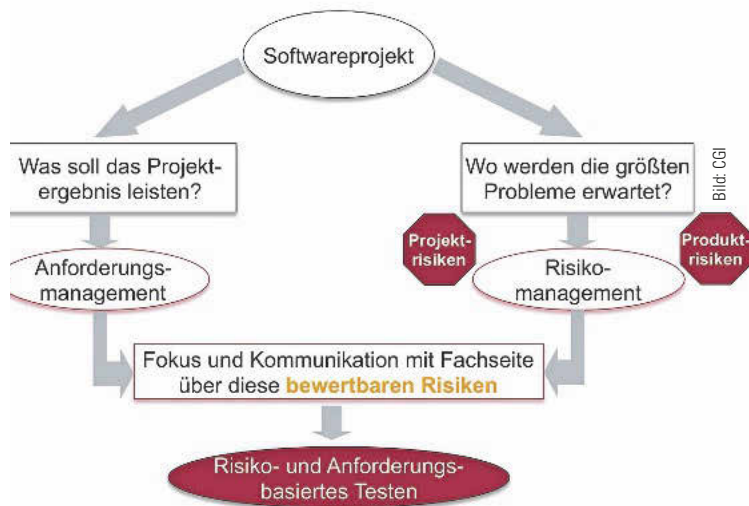 Softwareprojekt
Was soll das Projekt-
ergebnis leisten?
Wo werden die größten
Probleme erwartet?
Bild: CGI
Projekt-
risiken
Produkt-
risiken
Anforderungs-
management
Risiko-
management
Fokus und Kommunikation mit Fachseite
über diese bewertbaren Risiken
Risiko- und Anforderungs-
basiertes Testen